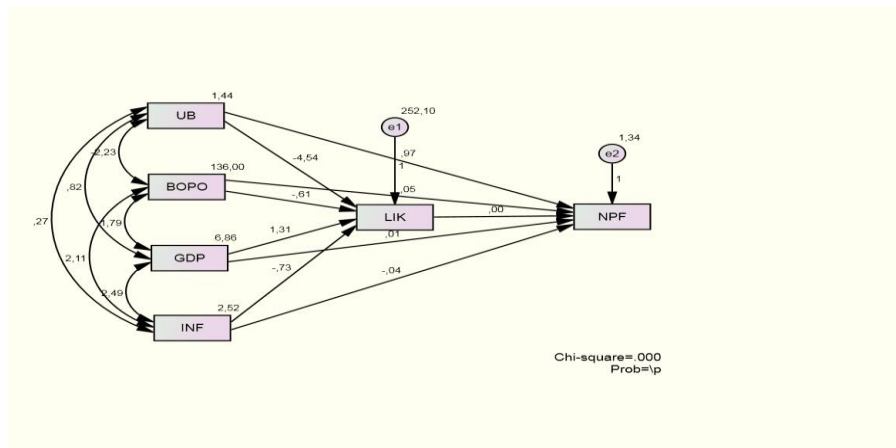 1,44
UB
252,10
e1
1,34
e2
-2,23
,97
1
-4,54
136,00
,82
BOPO
,05
1
-,61
,27
LIK
,00
NPF
1,79
1,31
6,86
,01
GDP
2,11
-,73
-,04
2,49
2,52
INF
Chi-square=,000
Prob=\p